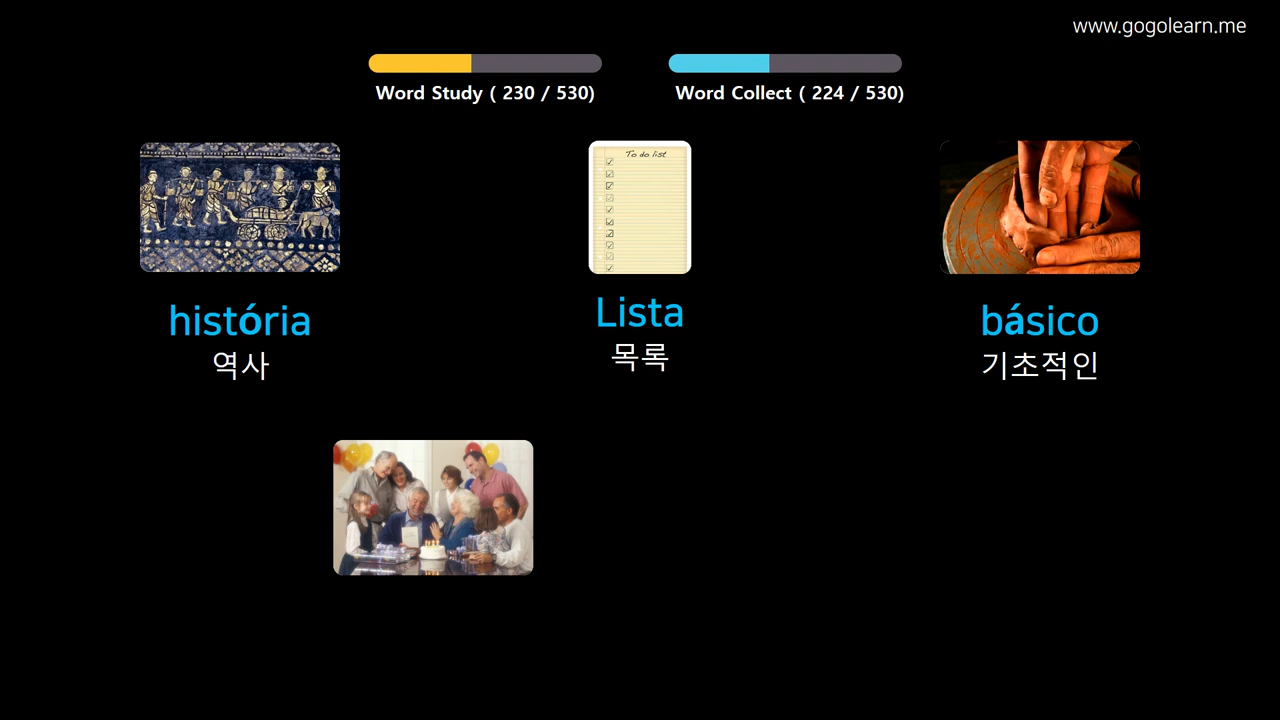 www.gogolearn.me
Word Study ( 230 / 530)
Word Collect ( 224 / 530)
To do list
história
역사
Lista
목록
básico
기초적인